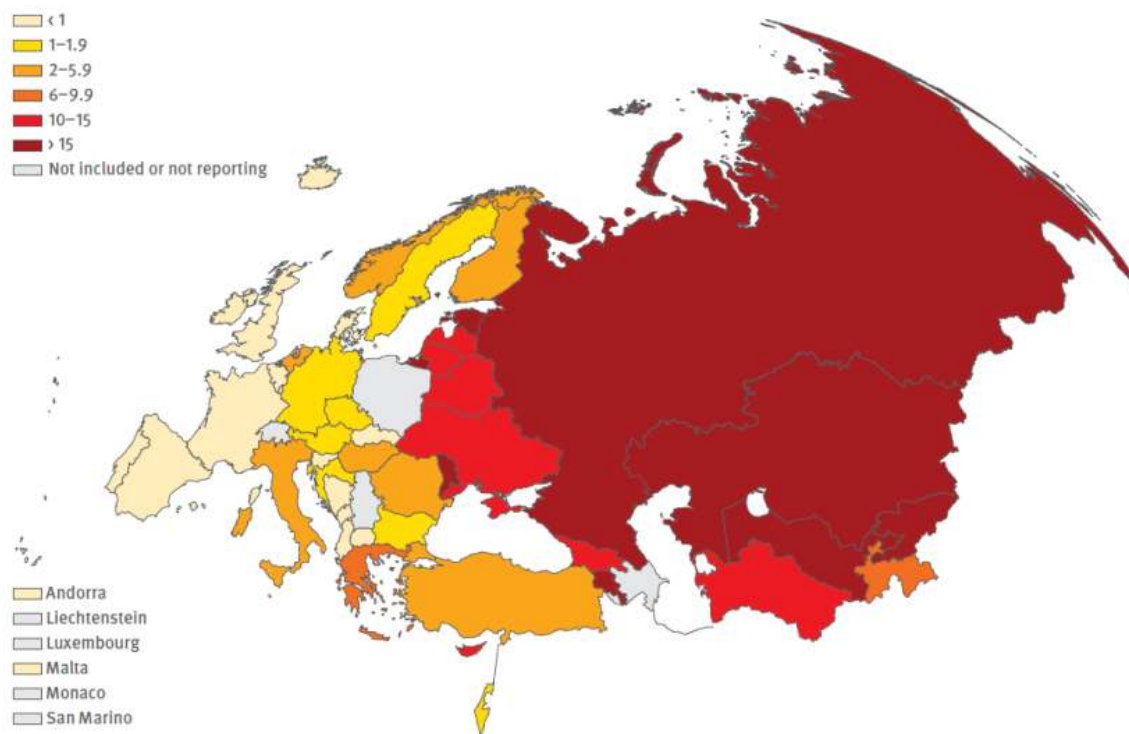 < 1
1–1.9
2–5.9
6–9.9
10–15
> 15
Not included or not reporting
Andorra
Liechtenstein
Luxembourg
Malta
Monaco
San Marino